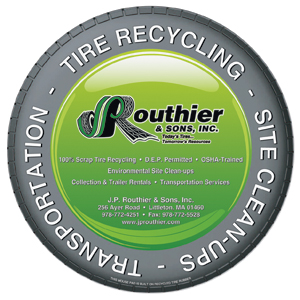 TIRE RECYCLING - SITE CLEAN-UPS - TRANSPORTATION -
JP Routhier
& SONS, INC.
Today's Tires...
Tomorrow's Resources
100% Scrap Tire Recycling • D.E.P. Permitted • OSHA-Trained
Environmental Site Clean-ups
Collection & Trailer Rentals • Transportation Services
J.P. Routhier & Sons, Inc.
256 Ayer Road • Littleton, MA 01460
978-772-4251 • Fax: 978-772-5528
www.jprouthier.com